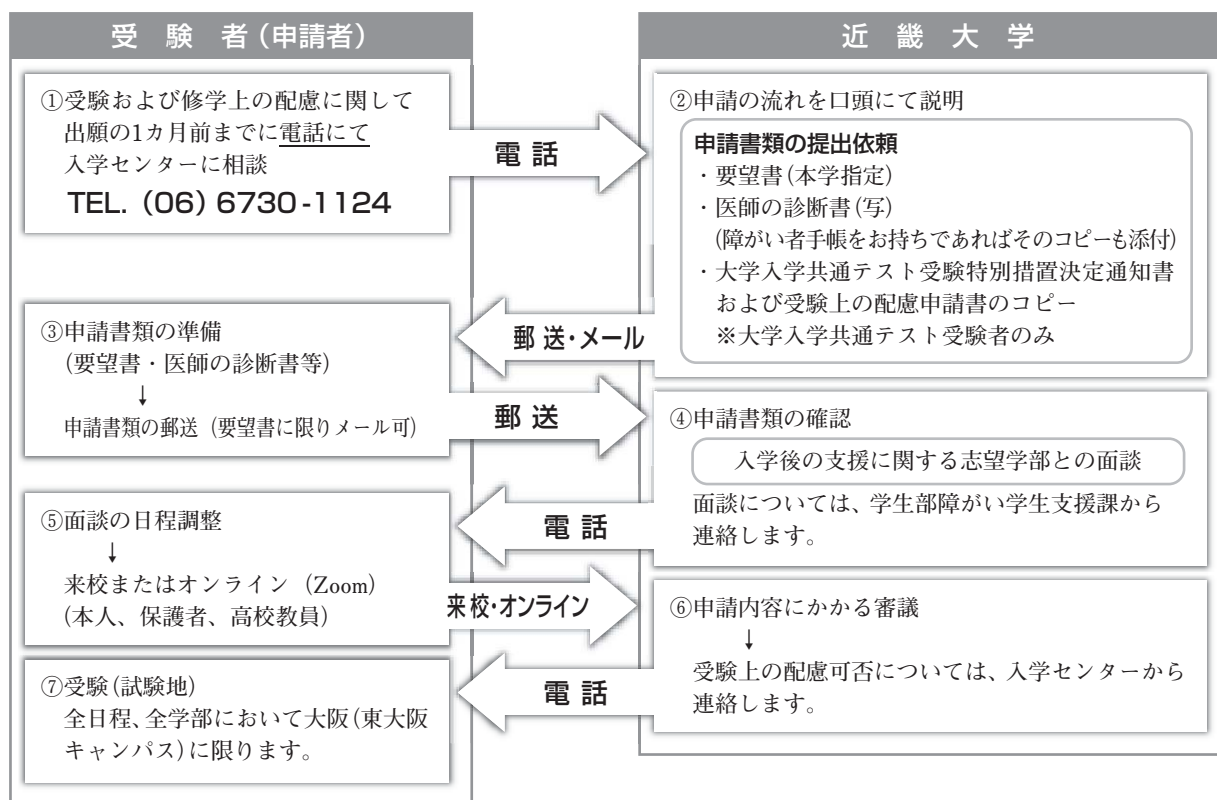 受験者(申請者)
近畿大学
①受験および修学上の配慮に関して
出願の1カ月前までに電話にて
入学センターに相談
TEL. (06) 6730-1124
電話
②申請の流れを口頭にて説明
申請書類の提出依頼
・要望書(本学指定)
・医師の診断書(写)
(障がい者手帳をお持ちであればそのコピーも添付)
・大学入学共通テスト受験特別措置決定通知書
および受験上の配慮申請書のコピー
※大学入学共通テスト受験者のみ
郵送・メール
③申請書類の準備
(要望書・医師の診断書等)
↓
申請書類の郵送(要望書に限りメール可)
郵送
④申請書類の確認
入学後の支援に関する志望学部との面談
面談については、学生部障がい学生支援課から
連絡します。
電話
⑤面談の日程調整
↓
来校またはオンライン(Zoom)
(本人、保護者、高校教員)
来校・オンライン
⑥申請内容にかかる審議
↓
受験上の配慮可否については、入学センターから
連絡します。
電話
⑦受験(試験地)
全日程、全学部において大阪(東大阪
キャンパス)に限ります。